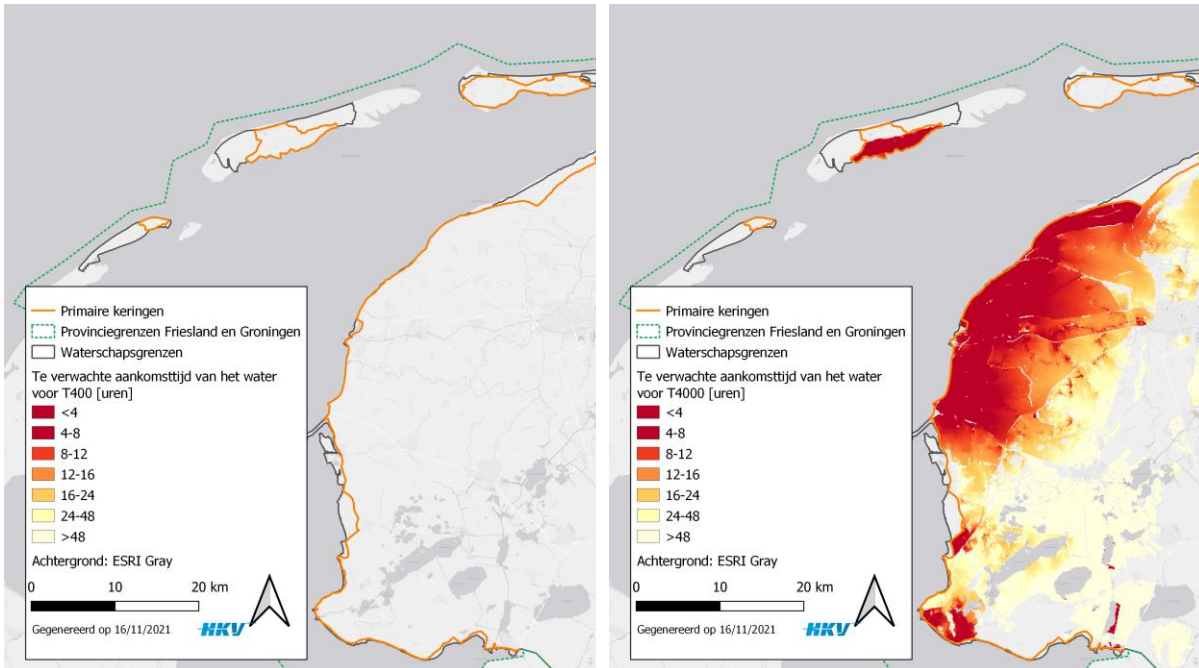 Primaire keringen
Provinciegrenzen Friesland en Groningen
Waterschapsgrenzen
Te verwachte aankomsttijd van het water
voor T400 [uren]
<4
4-8
8-12
12-16
16-24
24-48
>48
Achtergrond: ESRI Gray
0 10 20 km
Gegenereerd op 16/11/2021
HKV
Primaire keringen
Provinciegrenzen Friesland en Groningen
Waterschapsgrenzen
Te verwachte aankomsttijd van het water
voor T4000 [uren]
<4
4-8
8-12
12-16
16-24
24-48
>48
Achtergrond: ESRI Gray
0 10 20 km
Gegenereerd op 16/11/2021
HKV